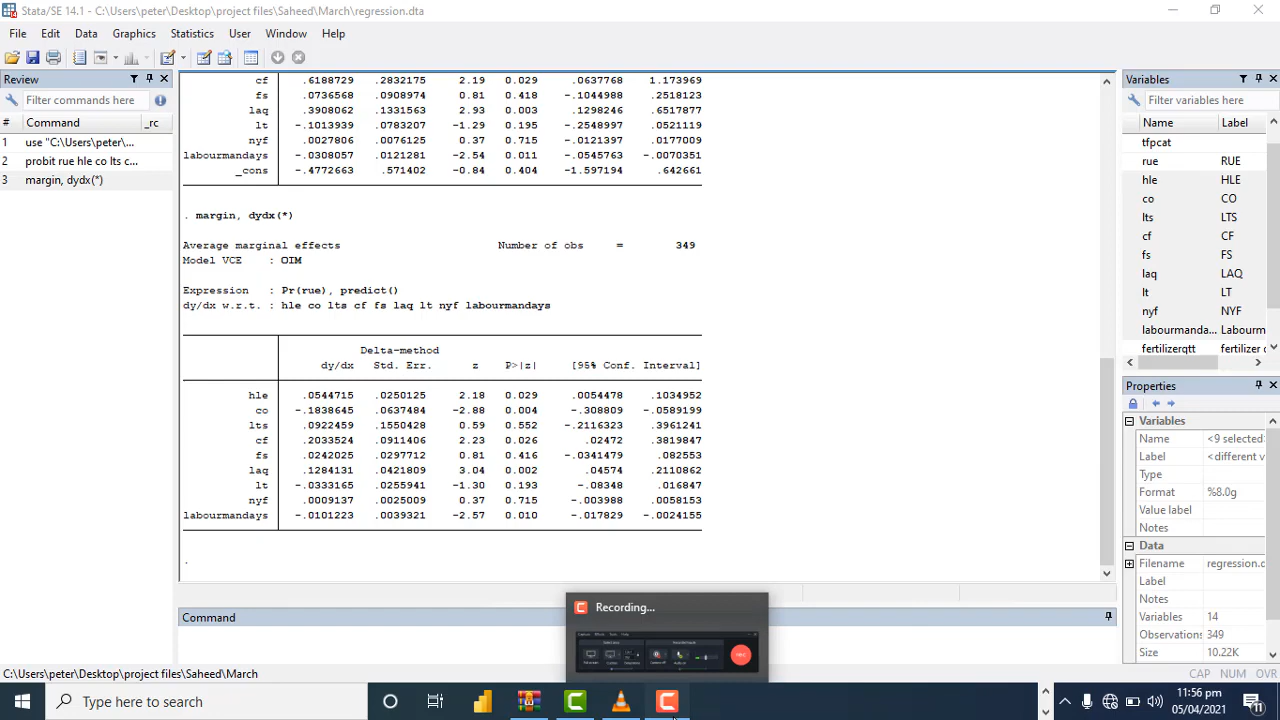 Stata/SE 14.1 - C:\Users\peter\Desktop\project files\Saheed\March\regression.dta
File Edit Data Graphics Statistics User Window Help
Review
Filter commands here
# Command _rc
1 use "C:\Users\peter\...
2 probit rue hle co lts c...
3 margin, dydx(*)
cf .6188729 .2832175 2.19 0.029 .0637768 1.173969
fs .0736568 .0908974 0.81 0.418 -.1044988 .2518123
laq .3908062 .1331563 2.93 0.003 .1298246 .6517877
lt -.1013939 .0783207 -1.29 0.195 -.2548997 .0521119
nyf .0027806 .0076125 0.37 0.715 -.0121397 .0177009
labourmandays -.0308057 .0121281 -2.54 0.011 -.0545763 -.0070351
_cons -.4772663 .571402 -0.84 0.404 -1.597194 .642661
. margin, dydx(*)
Average marginal effects Number of obs = 349
Model VCE : OIM
Expression : Pr(rue), predict()
dy/dx w.r.t. : hle co lts cf fs laq lt nyf labourmandays
Delta-method
dy/dx Std. Err. z P>|z| [95% Conf. Interval]
hle .0544715 .0250125 2.18 0.029 .0054478 .1034952
co -.1838645 .0637484 -2.88 0.004 -.308809 -.0589199
lts .0922459 .1550428 0.59 0.552 -.2116323 .3961241
cf .2033524 .0911406 2.23 0.026 .02472 .3819847
fs .0242025 .0297712 0.81 0.416 -.0341479 .082553
laq .1284131 .0421809 3.04 0.002 .04574 .2110862
lt -.0333165 .0255941 -1.30 0.193 -.08348 .016847
nyf .0009137 .0025009 0.37 0.715 -.003988 .0058153
labourmandays -.0101223 .0039321 -2.57 0.010 -.017829 -.0024155
.
Command
Variables
Filter variables here
Name Label
tfpcat
rue RUE
hle HLE
co CO
lts LTS
cf CF
fs FS
laq LAQ
lt LT
nyf NYF
labourmanda... Labourm
fertilizerqtt fertilizer q
Properties
Variables
Name <9 selected:
Label <different v
Type
Format %8.0g
Value label
Notes
Data
Filename regression.c
Label
Notes
Variables 14
Observations 349
Size 10.22K
Recording...
C:\Users\peter\Desktop\project files\Saheed\March
CAP NUM OVR
Type here to search
11:56 pm
05/04/2021
11